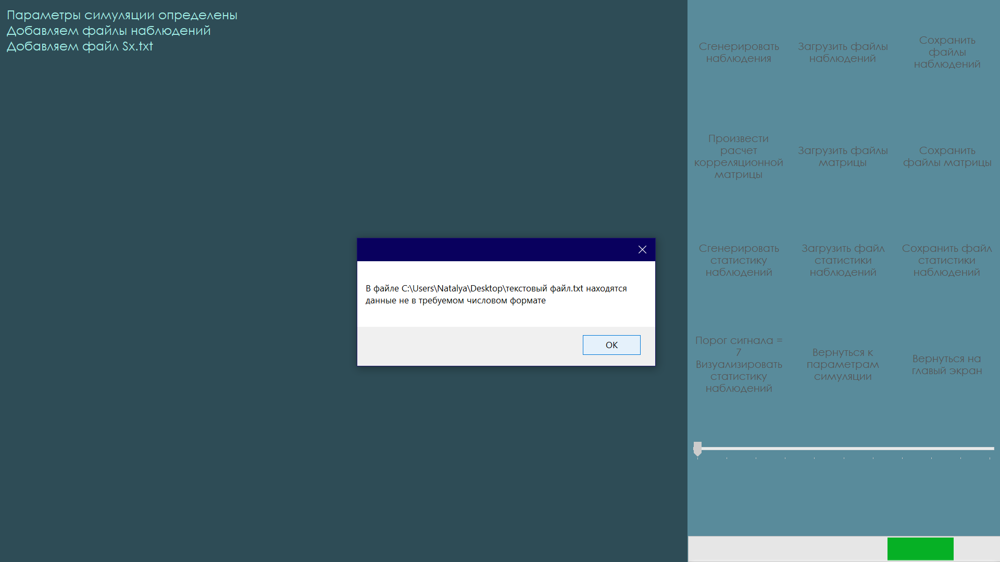 Параметры симуляции определены
Добавляем файлы наблюдений
Добавляем файл Sx.txt
Сгенерировать
наблюдения
Загрузить файлы
наблюдений
Сохранить
файлы
наблюдений
Произвести
расчет
корреляционной
матрицы
Загрузить файлы
матрицы
Сохранить
файлы матрицы
В файле C:\Users\Natalya\Desktop\текстовый файл.txt находятся
данные не в требуемом числовом формате
OK
Сгенерировать
статистику
наблюдений
Загрузить файл
статистики
наблюдений
Сохранить файл
статистики
наблюдений
Порог сигнала =
7
Визуализировать
статистику
наблюдений
Вернуться к
параметрам
симуляции
Вернуться на
главый экран